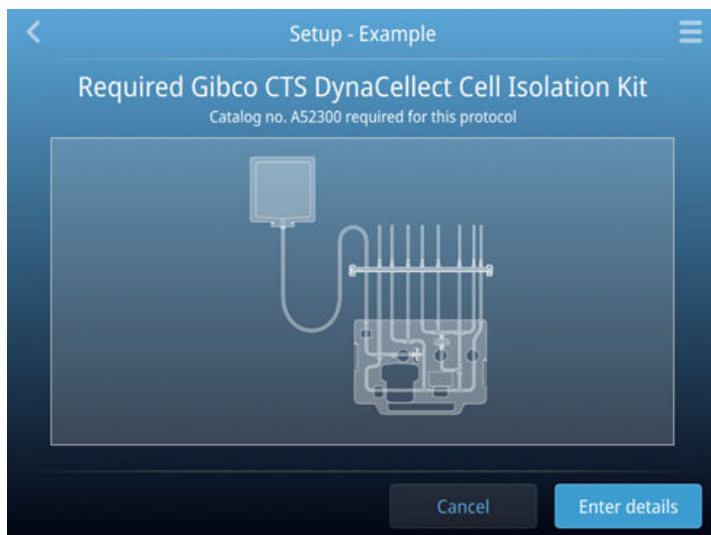 Setup - Example
Required Gibco CTS DynaCellect Cell Isolation Kit
Catalog no. A52300 required for this protocol
Cancel
Enter details